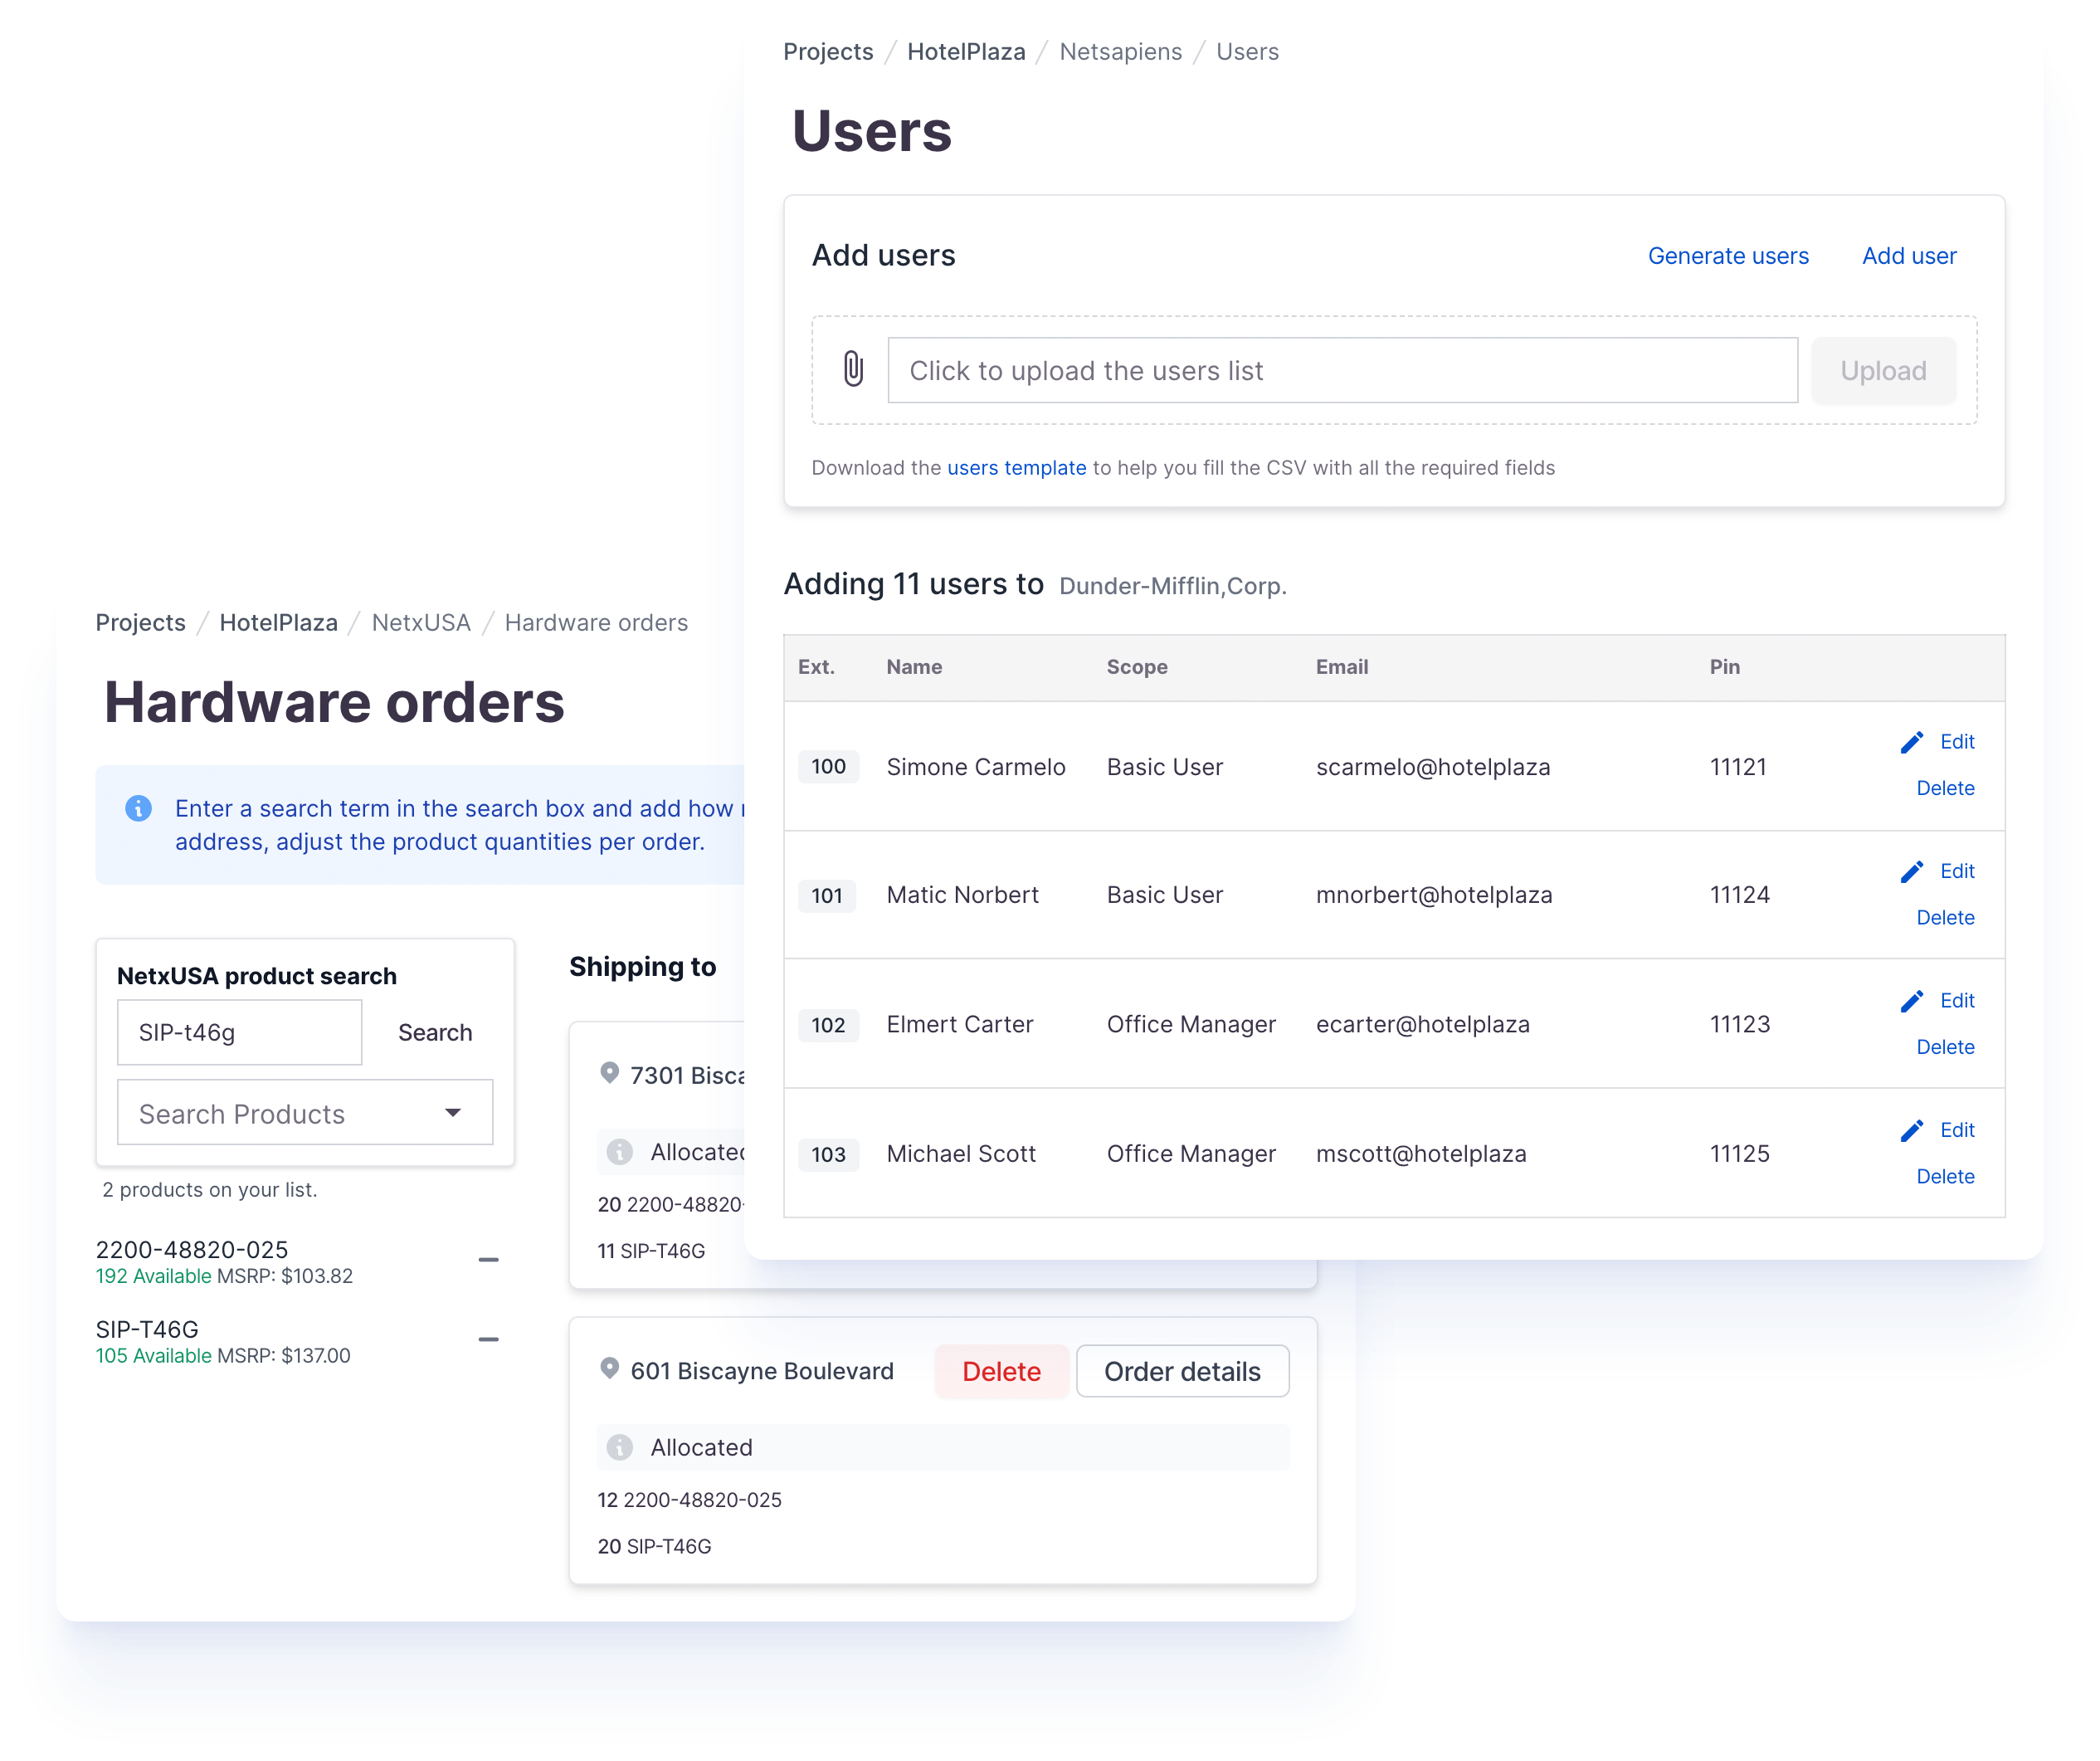 Projects / HotelPlaza / Netsapiens / Users
Users
Add users
Generate users
Add user
Click to upload the users list
Upload
Download the users template to help you fill the CSV with all the required fields
Adding 11 users to Dunder-Mifflin,Corp.
Ext. Name Scope Email Pin
100 Simone Carmelo Basic User scarmelo@hotelplaza 11121 Edit
Delete
101 Matic Norbert Basic User mnorbert@hotelplaza 11124 Edit
Delete
102 Elmert Carter Office Manager ecarter@hotelplaza 11123 Edit
Delete
103 Michael Scott Office Manager mscott@hotelplaza 11125 Edit
Delete
Projects / HotelPlaza / NetxUSA / Hardware orders
Hardware orders
Enter a search term in the search box and add how
address, adjust the product quantities per order.
NetxUSA product search
SIP-t46g
Search
Search Products
2 products on your list.
2200-48820-025
192 Available MSRP: $103.82
SIP-T46G
105 Available MSRP: $137.00
Shipping to
7301
Allocated
20 2200-48820-
11 SIP-T46G
601 Biscayne Boulevard
Delete
Order details
Allocated
12 2200-48820-025
20 SIP-T46G